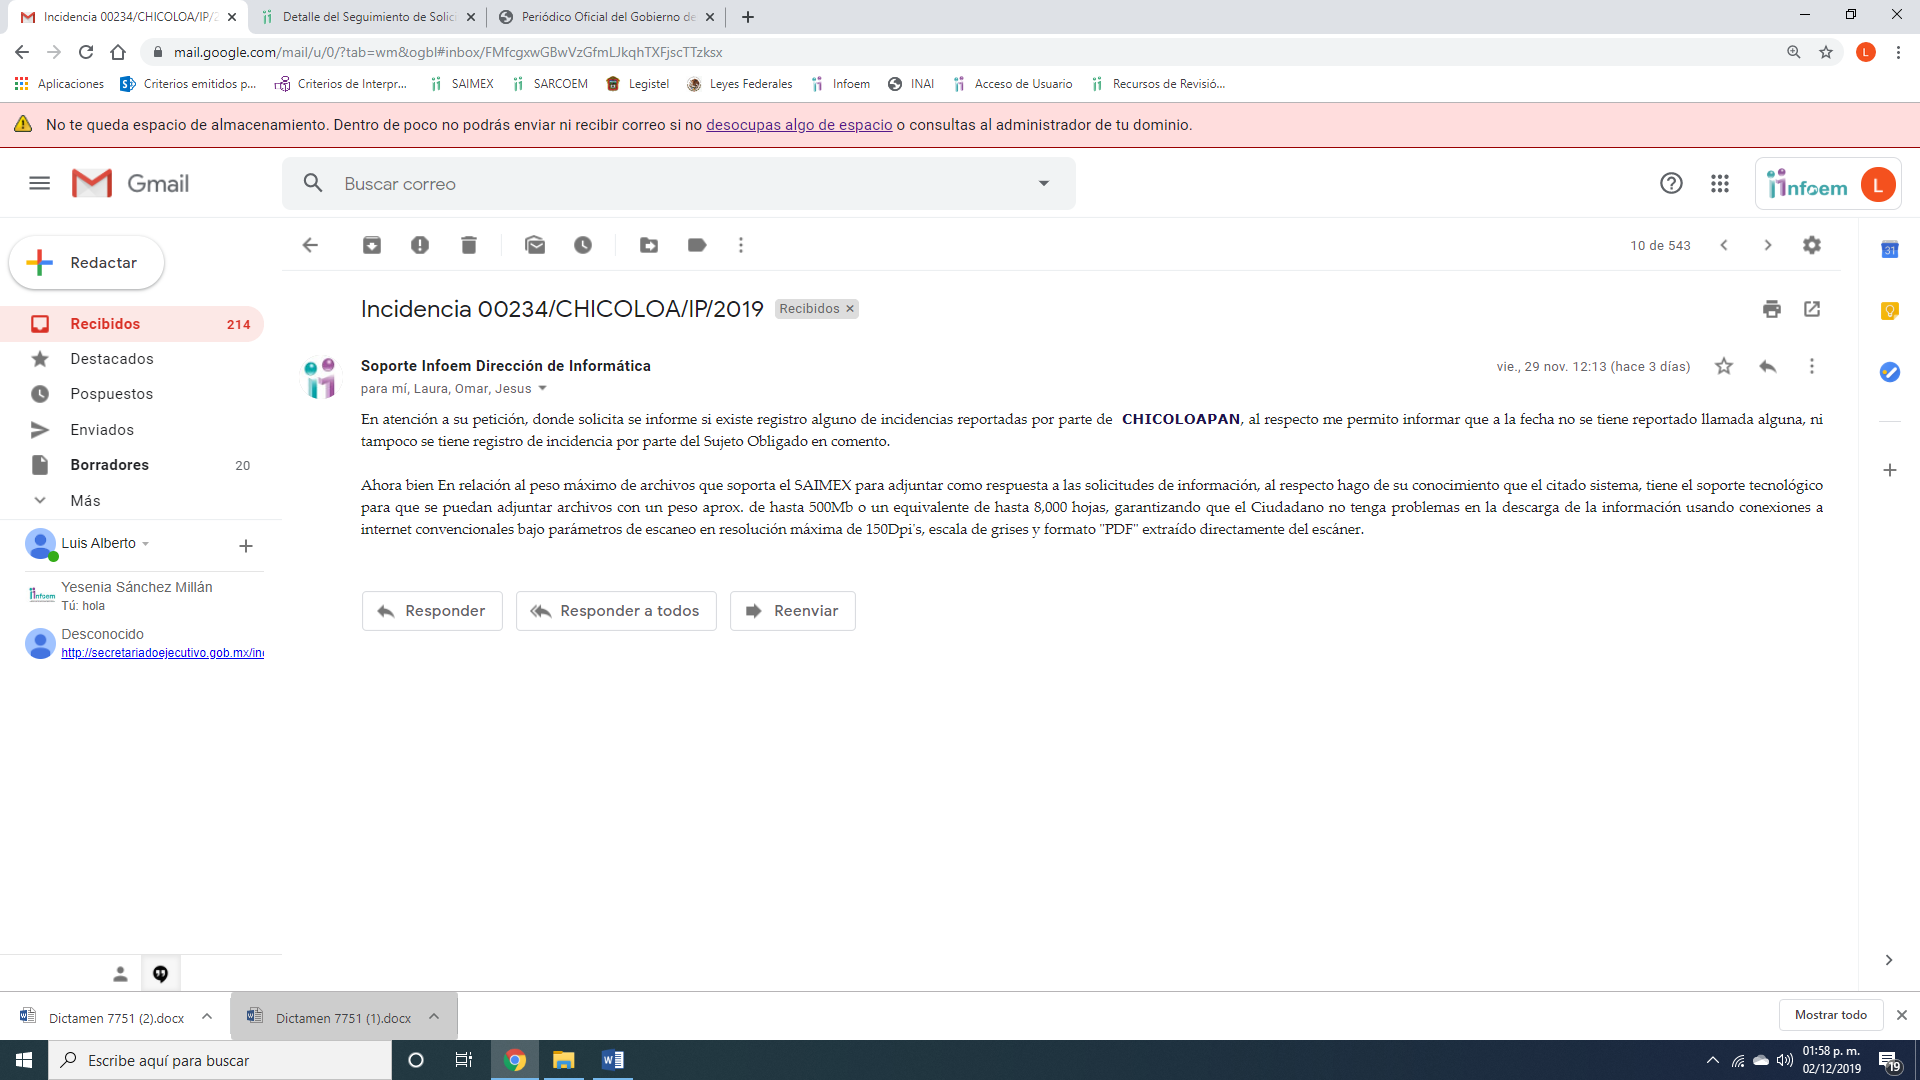 Incidencia 00234/CHICOLOA/IP/2
Detalle del Seguimiento de Solici
Periódico Oficial del Gobierno de
mail.google.com/mail/u/0/?tab=wm&ogbl#inbox/FMfcgxwGBwVzGfmLJkqhTXFjscTTzksx
L
Aplicaciones
Criterios emitidos p...
Criterios de Interpr...
SAIMEX
SARCOEM
Legistel
Leyes Federales
Infoem
INAI
Acceso de Usuario
Recursos de Revisió...
No te queda espacio de almacenamiento. Dentro de poco no podrás enviar ni recibir correo si no desocupas algo de espacio o consultas al administrador de tu dominio.
Gmail
Buscar correo
infoem
L
Redactar
10 de 543
31
Incidencia 00234/CHICOLOA/IP/2019
Recibidos
Recibidos 214
Destacados
Pospuestos
Enviados
Borradores 20
Más
Soporte Infoem Dirección de Informática
vie., 29 nov. 12:13 (hace 3 días)
para mí, Laura, Omar, Jesus
En atención a su petición, donde solicita se informe si existe registro alguno de incidencias reportadas por parte de CHICOLOAPAN, al respecto me permito informar que a la fecha no se tiene reportado llamada alguna, ni
tampoco se tiene registro de incidencia por parte del Sujeto Obligado en comento.
Ahora bien En relación al peso máximo de archivos que soporta el SAIMEX para adjuntar como respuesta a las solicitudes de información, al respecto hago de su conocimiento que el citado sistema, tiene el soporte tecnológico
para que se puedan adjuntar archivos con un peso aprox. de hasta 500Mb o un equivalente de hasta 8,000 hojas, garantizando que el Ciudadano no tenga problemas en la descarga de la información usando conexiones a
internet convencionales bajo parámetros de escaneo en resolución máxima de 150Dpi's, escala de grises y formato "PDF" extraído directamente del escáner.
Responder
Responder a todos
Reenviar
Luis Alberto
infoem
Yesenia Sánchez Millán
Tú: hola
Desconocido
http://secretariadoejecutivo.gob.mx/in
Dictamen 7751 (2).docx
Dictamen 7751 (1).docx
Mostrar todo
Escribe aquí para buscar
01:58 p. m.
02/12/2019
19